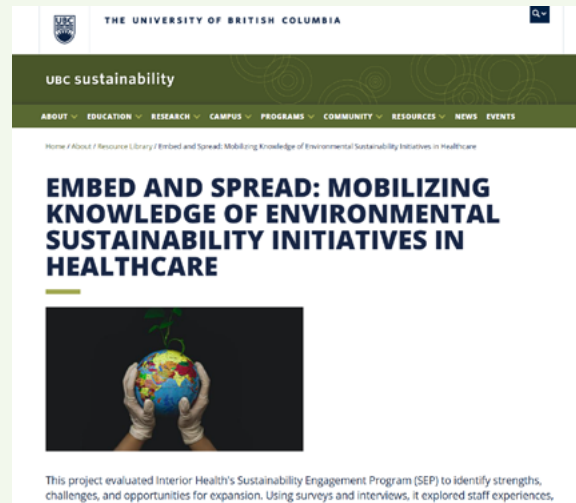 UBC
THE UNIVERSITY OF BRITISH COLUMBIA
UBC sustainability
ABOUT EDUCATION RESEARCH CAMPUS PROGRAMS COMMUNITY RESOURCES NEWS EVENTS
Home / About / Resource Library / Embed and Spread: Mobilizing Knowledge of Environmental Sustainability Initiatives in Healthcare
EMBED AND SPREAD: MOBILIZING
KNOWLEDGE OF ENVIRONMENTAL
SUSTAINABILITY INITIATIVES IN
HEALTHCARE
This project evaluated Interior Health's Sustainability Engagement Program (SEP) to identify strengths,
challenges, and opportunities for expansion. Using surveys and interviews, it explored staff experiences,